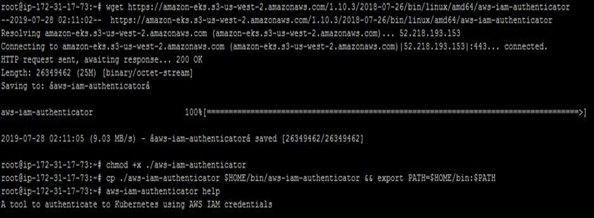 root@ip-172-31-17-73:~# wget https://amazon-eks.s3-us-west-2.amazonaws.com/1.10.3/2018-07-26/bin/linux/amd64/aws-iam-authenticator
--2019-07-28 02:11:02--  https://amazon-eks.s3-us-west-2.amazonaws.com/1.10.3/2018-07-26/bin/linux/amd64/aws-iam-authenticator
Resolving amazon-eks.s3-us-west-2.amazonaws.com (amazon-eks.s3-us-west-2.amazonaws.com)... 52.218.193.153
Connecting to amazon-eks.s3-us-west-2.amazonaws.com (amazon-eks.s3-us-west-2.amazonaws.com)|52.218.193.153|:443... connected.
HTTP request sent, awaiting response... 200 OK
Length: 26349462 (25M) [binary/octet-stream]
Saving to: âaws-iam-authenticatorâ
aws-iam-authenticator 100%[==============================================================================>]
2019-07-28 02:11:05 (9.03 MB/s) - âaws-iam-authenticatorâ saved [26349462/26349462]
root@ip-172-31-17-73:~# chmod +x ./aws-iam-authenticator
root@ip-172-31-17-73:~# cp ./aws-iam-authenticator $HOME/bin/aws-iam-authenticator && export PATH=$HOME/bin:$PATH
root@ip-172-31-17-73:~# aws-iam-authenticator help
A tool to authenticate to Kubernetes using AWS IAM credentials